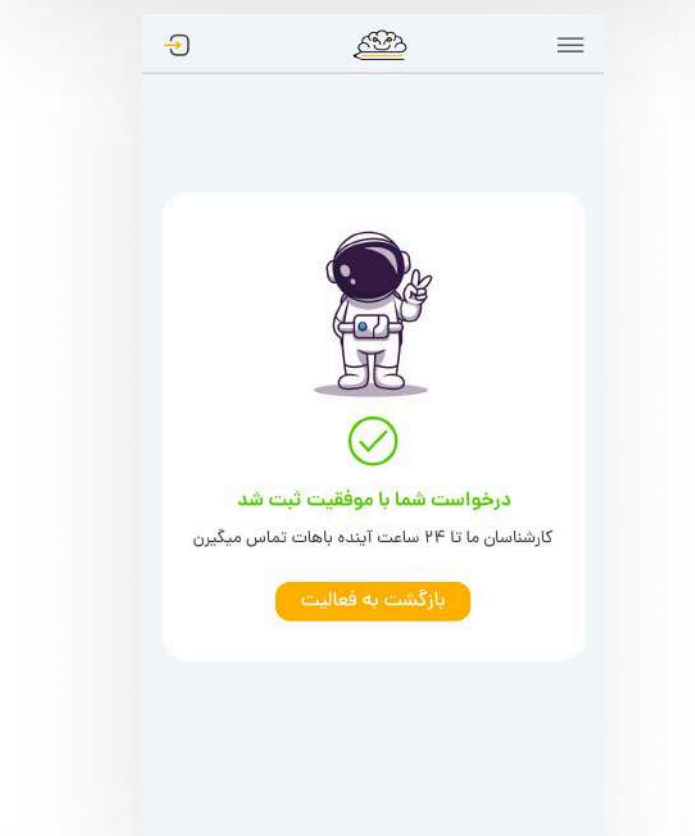 درخواست شما با موفقیت ثبت شد
کارشناسان ما تا ۲۴ ساعت آینده باهات تماس میگیرن
بازگشت به فعالیت